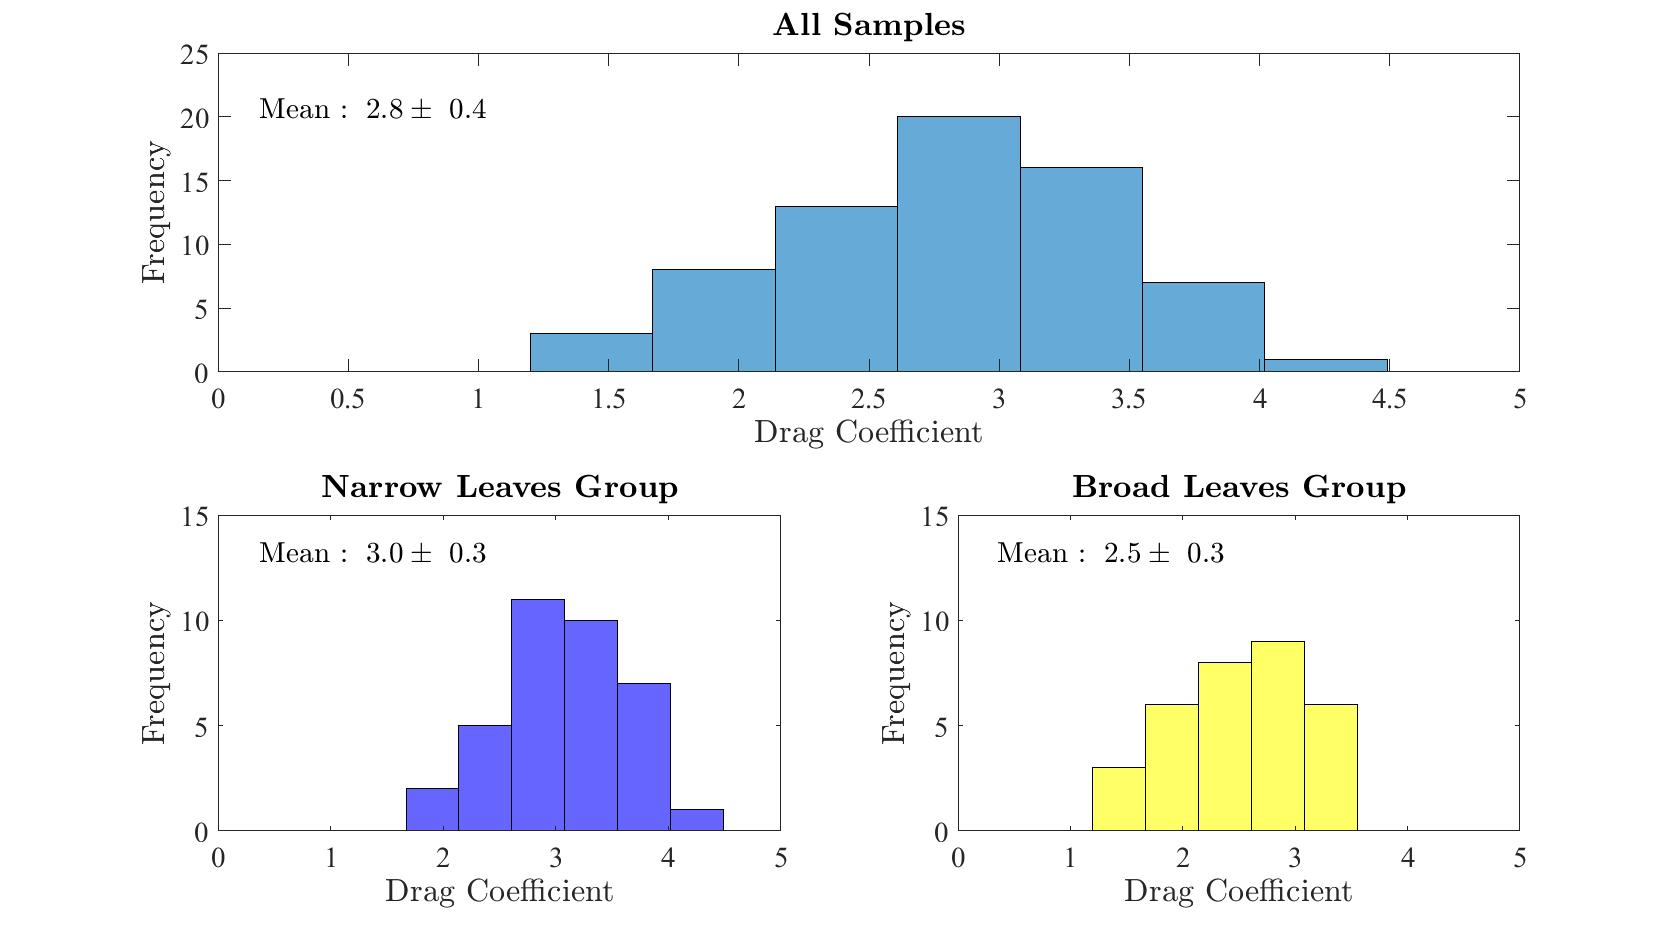 All Samples
25
20
15
10
5
0
Mean : 2.8 ± 0.4
Frequency
0 0.5 1 1.5 2 2.5 3 3.5 4 4.5 5
Drag Coefficient
Narrow Leaves Group
15
10
5
0
Mean : 3.0 ± 0.3
Frequency
0 1 2 3 4 5
Drag Coefficient
Broad Leaves Group
15
10
5
0
Mean : 2.5 ± 0.3
Frequency
0 1 2 3 4 5
Drag Coefficient